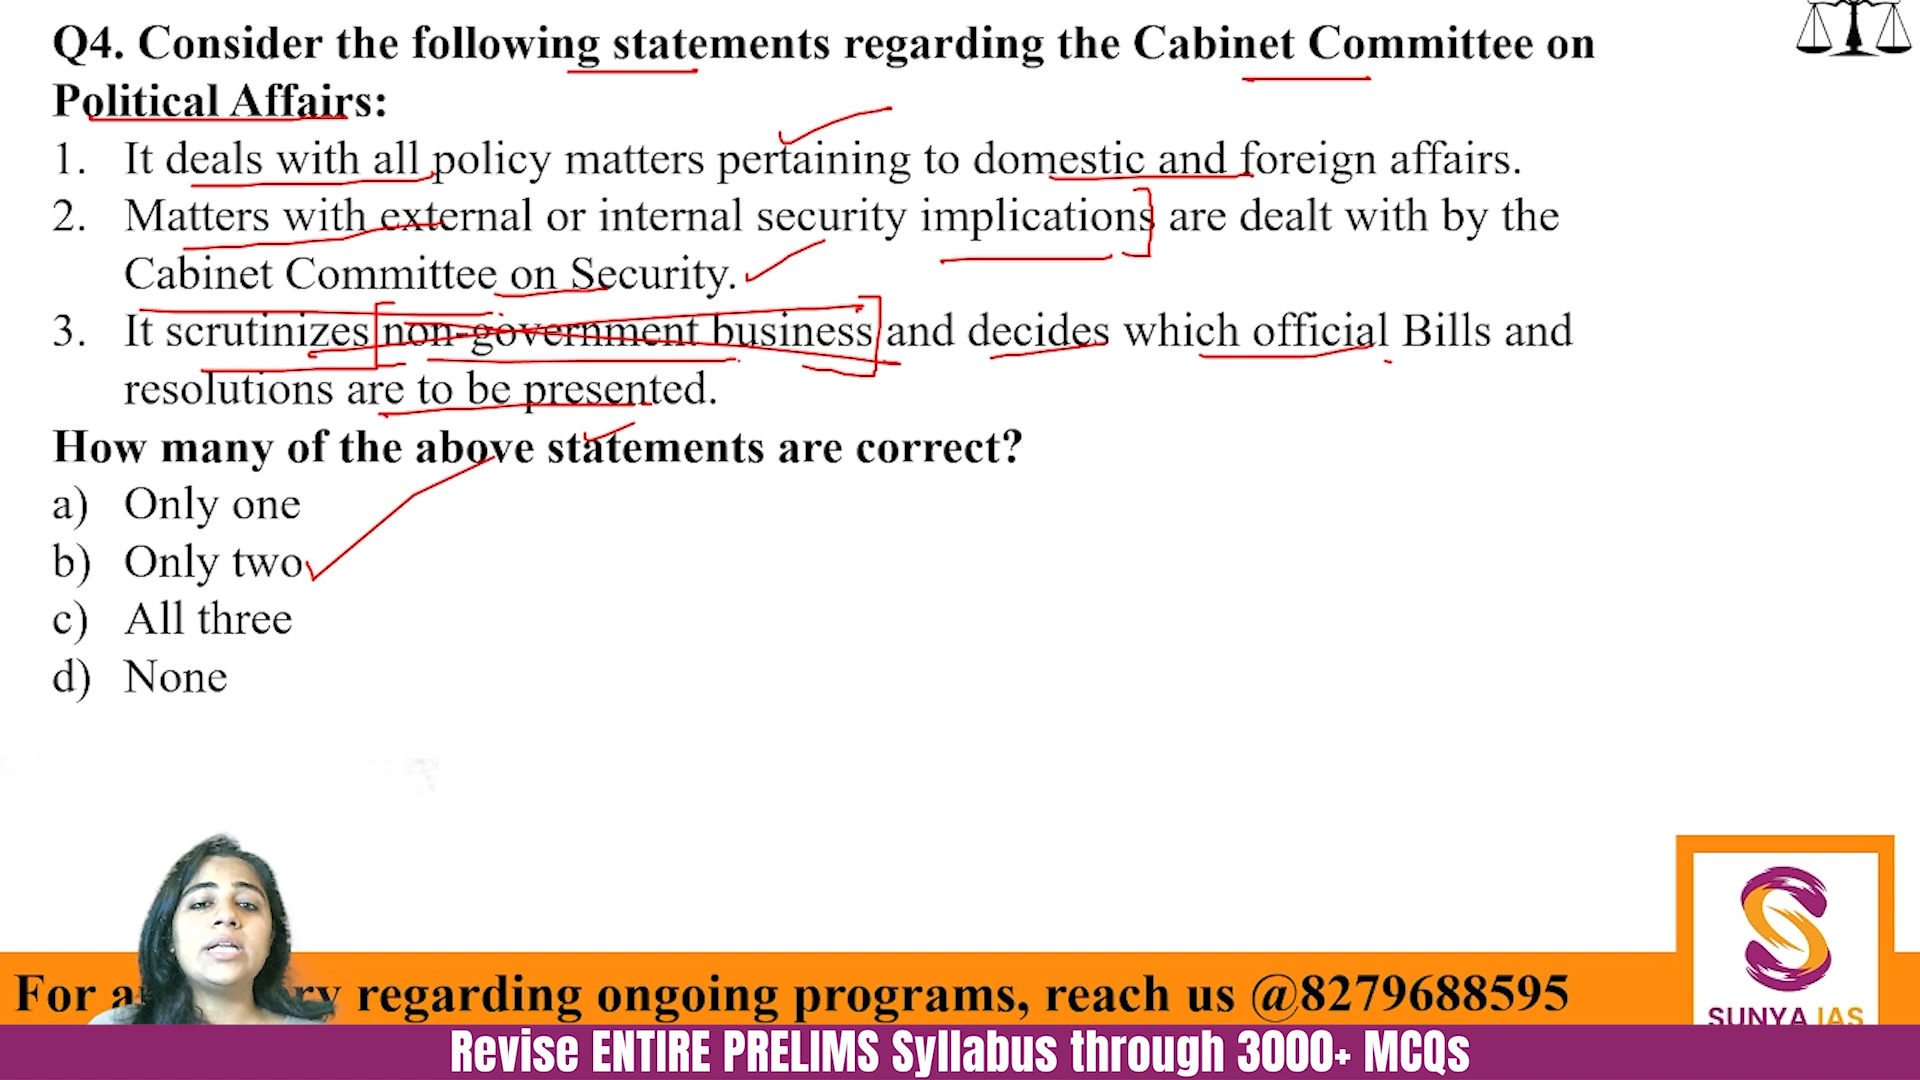 Q4. Consider the following statements regarding the Cabinet Committee on
Political Affairs:
1. It deals with all policy matters pertaining to domestic and foreign affairs.
2. Matters with external or internal security implications are dealt with by the
Cabinet Committee on Security.
3. It scrutinizes non-government business and decides which official Bills and
resolutions are to be presented.
How many of the above statements are correct?
a) Only one
b) Only two
c) All three
d) None
For regarding ongoing programs, reach us @8279688595
SUNYA IAS
Revise ENTIRE PRELIMS Syllabus through 3000+ MCQs